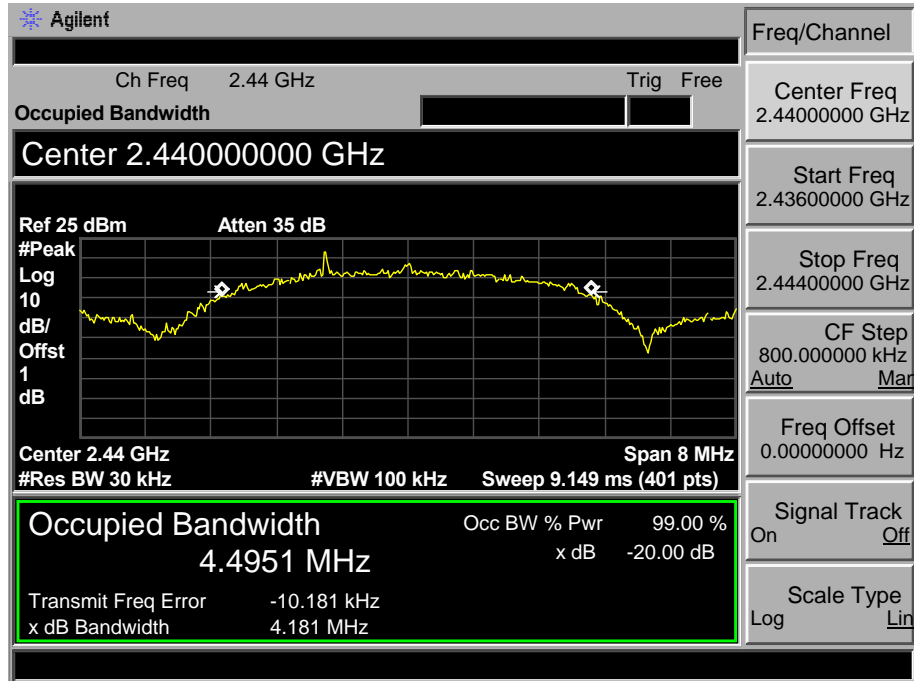 Agilent
Freq/Channel
Ch Freq 2.44 GHz Trig Free
Occupied Bandwidth
Center 2.440000000 GHz
Ref 25 dBm Atten 35 dB
#Peak
Log
10
dB/
Offst
1
dB
Center 2.44 GHz Span 8 MHz
#Res BW 30 kHz #VBW 100 kHz Sweep 9.149 ms (401 pts)
Occupied Bandwidth
4.4951 MHz
Occ BW % Pwr 99.00 %
x dB -20.00 dB
Transmit Freq Error -10.181 kHz
x dB Bandwidth 4.181 MHz
Center Freq
2.44000000 GHz
Start Freq
2.43600000 GHz
Stop Freq
2.44400000 GHz
CF Step
800.000000 kHz
Auto Man
Freq Offset
0.00000000 Hz
Signal Track
On Off
Scale Type
Log Lin